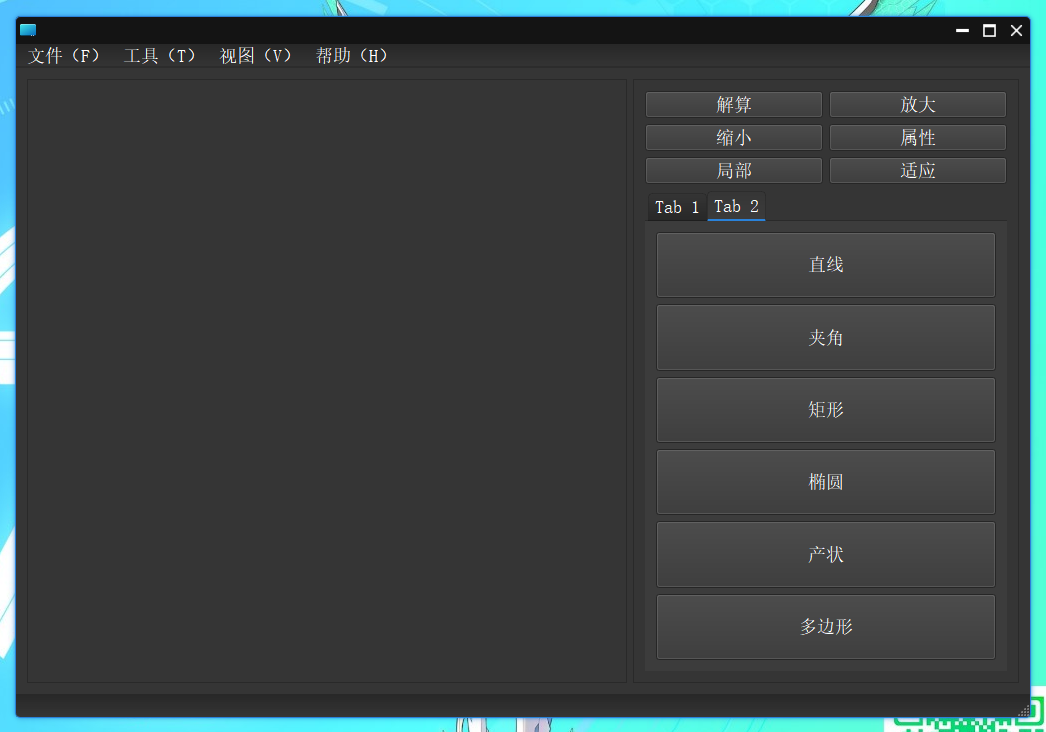 文件（F） 工具（T） 视图（V） 帮助（H）
解算 放大
缩小 属性
局部 适应
Tab 1 Tab 2
直线
夹角
矩形
椭圆
产状
多边形